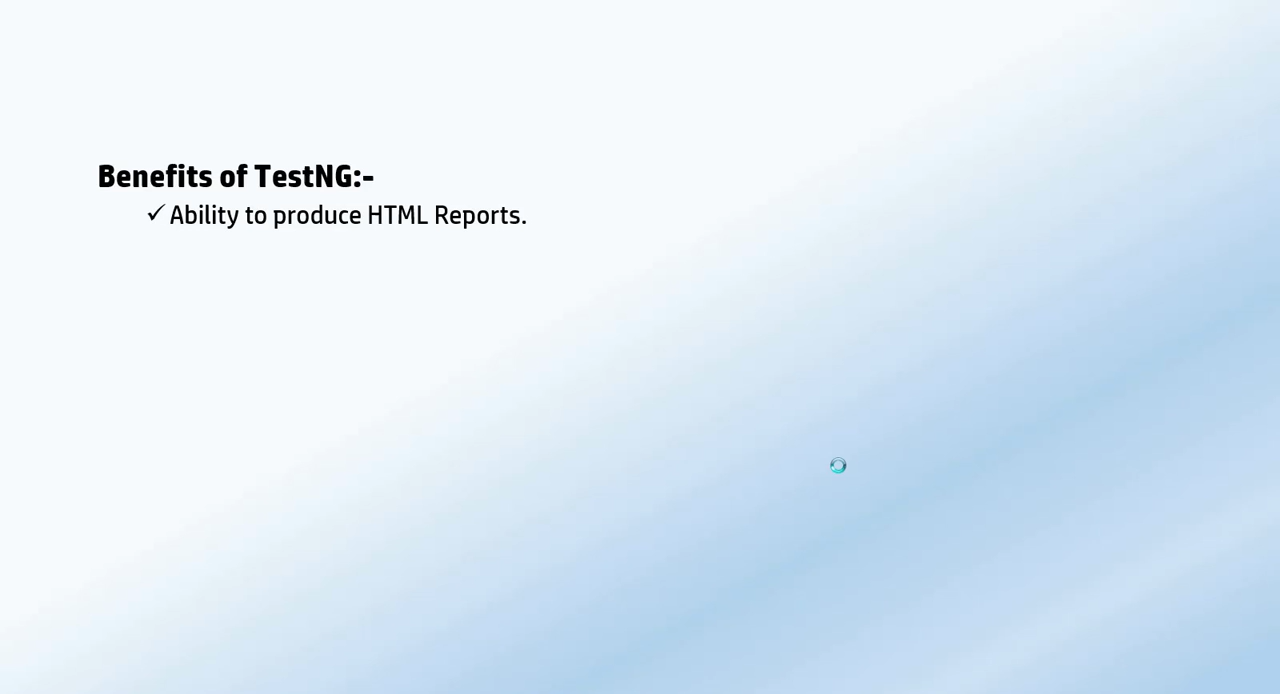 Benefits of TestNG:-
✓ Ability to produce HTML Reports.